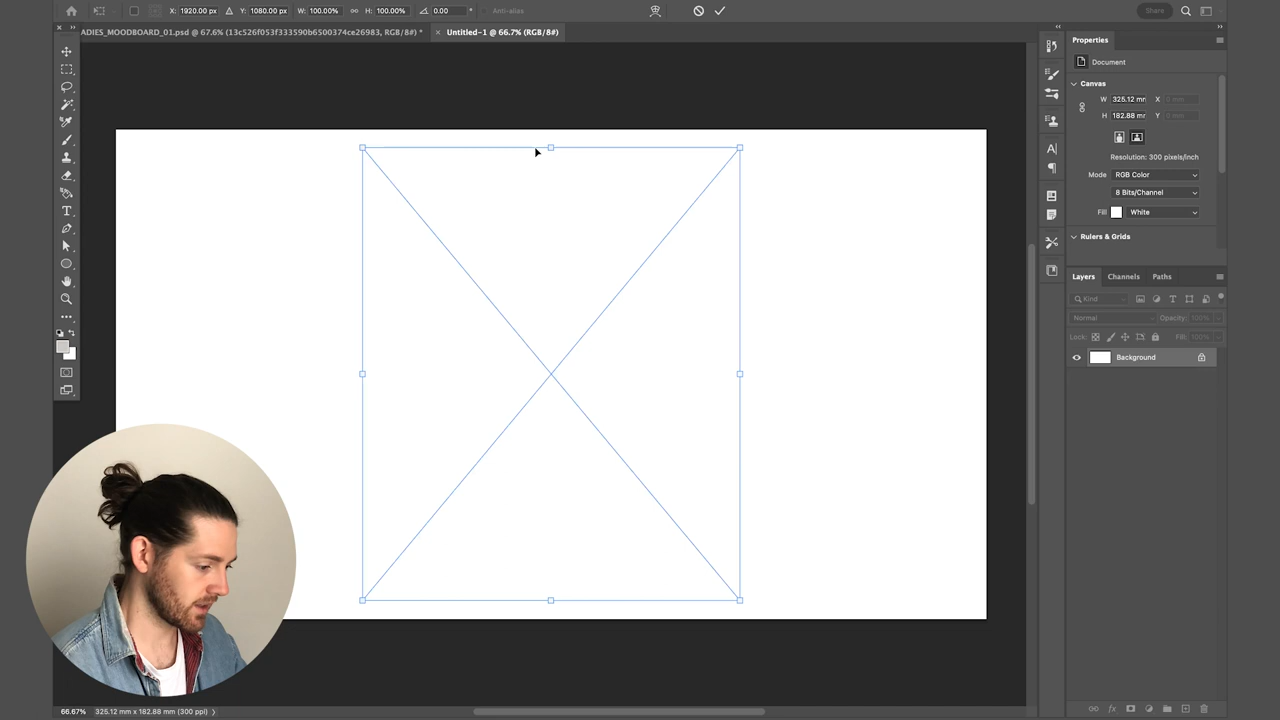 X: 1920.00 px Y: 1080.00 px W: 100.00% H: 100.00% 0.00 ° Anti-alias Share
ADIES_MOODBOARD_01.psd @ 67.6% (13c526f053f333590b6500374ce26983, RGB/8#) * × Untitled-1 @ 66.7% (RGB/8#)
Properties
Document
Canvas
W 325.12 mm X 0 mm
H 182.88 mm Y 0 mm
Resolution: 300 pixels/inch
Mode RGB Color
8 Bits/Channel
Fill White
Rulers & Grids
Layers Channels Paths
Kind
Normal Opacity: 100%
Lock: Fill: 100%
Background
66.67% 325.12 mm x 182.88 mm (300 ppi)